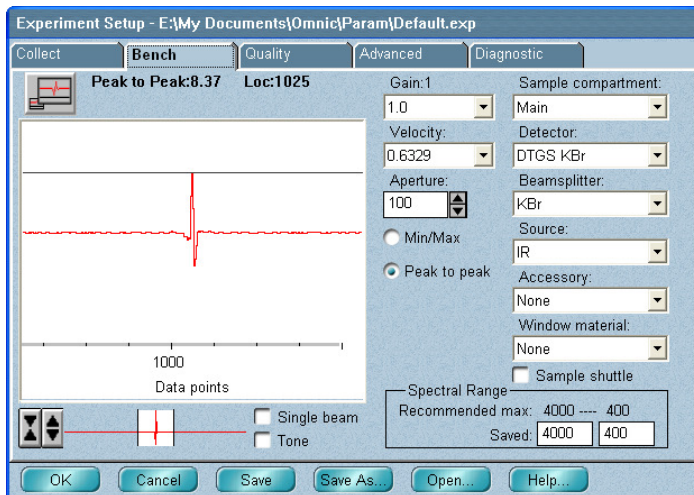 Experiment Setup - E:\My Documents\Omnic\Param\Default.exp
Collect Bench Quality Advanced Diagnostic
Peak to Peak:8.37 Loc:1025
Gain:1
1.0
Velocity:
0.6329
Aperture:
100
Min/Max
Peak to peak
Sample compartment:
Main
Detector:
DTGS KBr
Beamsplitter:
KBr
Source:
IR
Accessory:
None
Window material:
None
Sample shuttle
1000
Data points
Single beam
Tone
Spectral Range
Recommended max: 4000 ---- 400
Saved: 4000 400
OK Cancel Save Save As... Open... Help...